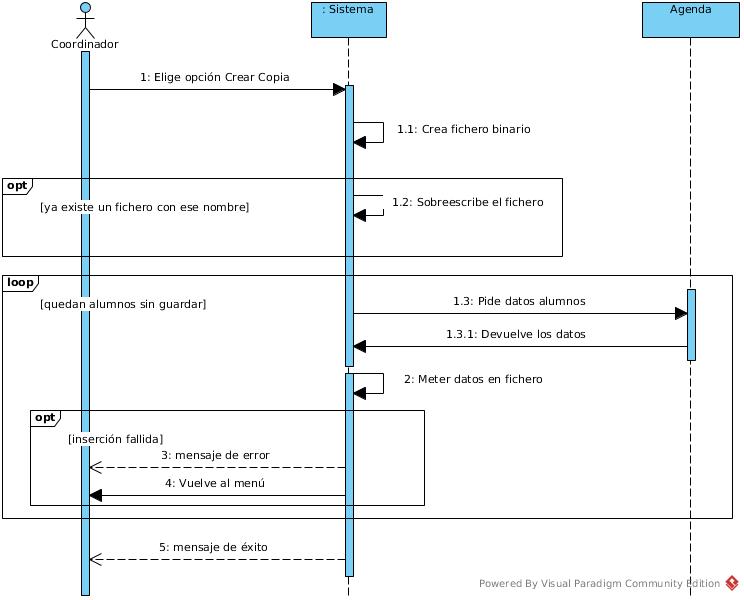 : Sistema
Agenda
Coordinador
1: Elige opción Crear Copia
1.1: Crea fichero binario
opt
[ya existe un fichero con ese nombre]
1.2: Sobreescribe el fichero
loop
[quedan alumnos sin guardar]
1.3: Pide datos alumnos
1.3.1: Devuelve los datos
2: Meter datos en fichero
opt
[inserción fallida]
3: mensaje de error
4: Vuelve al menú
5: mensaje de éxito
Powered By Visual Paradigm Community Edition